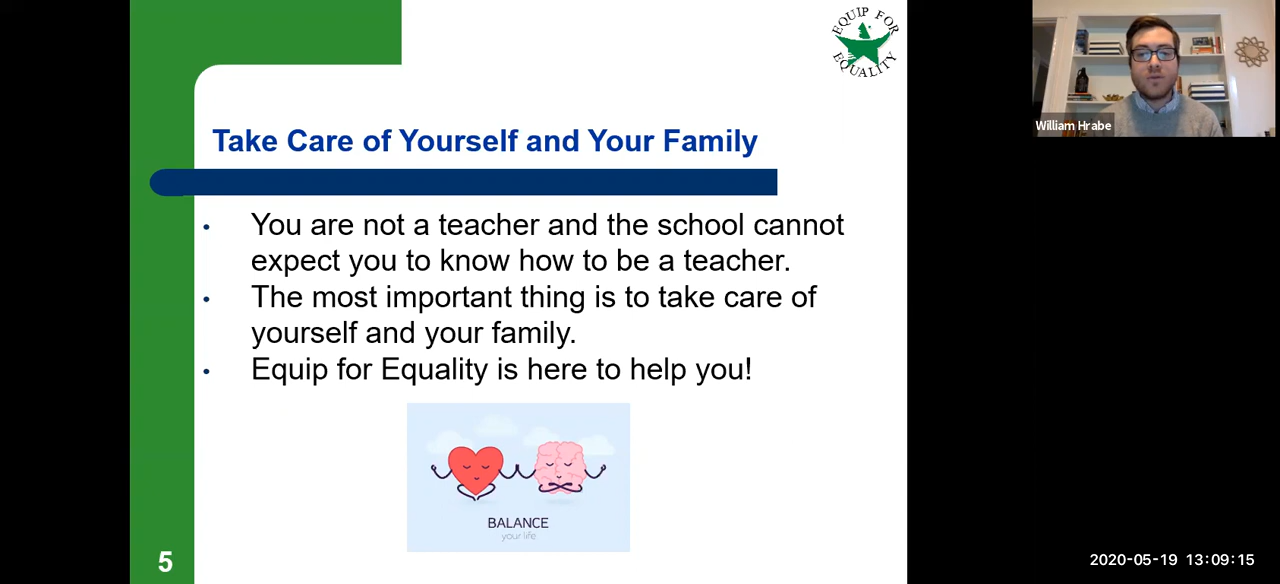 EQUIP FOR
EQUALITY
William Hrabe
Take Care of Yourself and Your Family
• You are not a teacher and the school cannot
expect you to know how to be a teacher.
• The most important thing is to take care of
yourself and your family.
• Equip for Equality is here to help you!
BALANCE
your life
5
2020-05-19 13:09:15